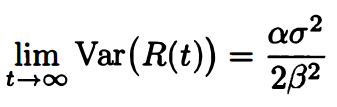 lim t→∞ Var(R(t)) = ασ² / 2β²